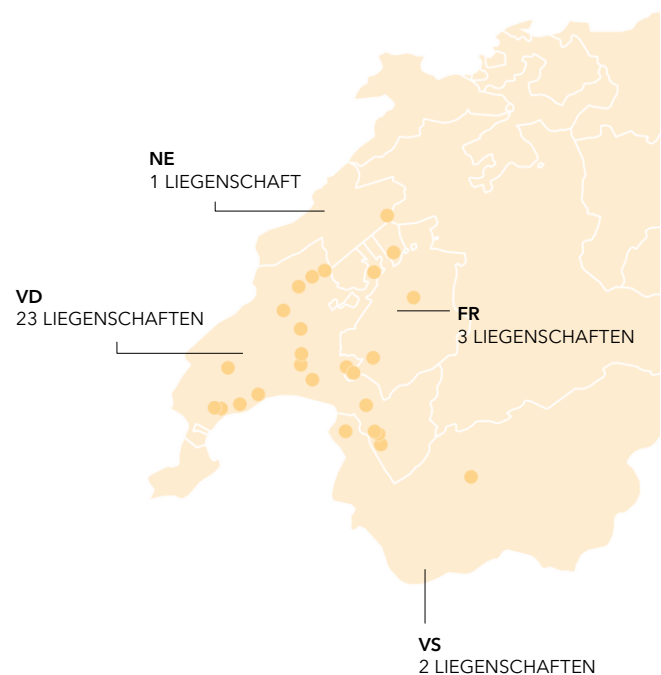 NE
1 LIEGENSCHAFT
VD
23 LIEGENSCHAFTEN
FR
3 LIEGENSCHAFTEN
VS
2 LIEGENSCHAFTEN